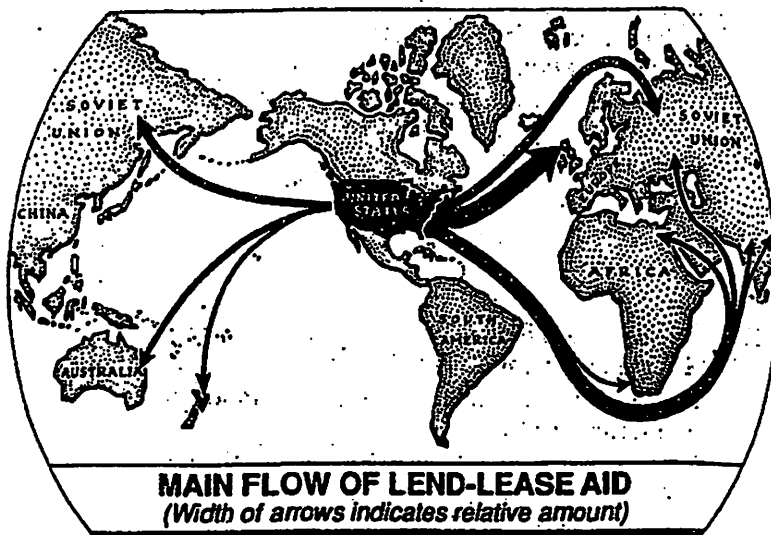 SOVIET
UNION
CHINA
AUSTRALIA
UNITED
STATES
SOUTH
AMERICA
AFRICA
SOVIET
UNION
MAIN FLOW OF LEND-LEASE AID
(Width of arrows indicates relative amount)